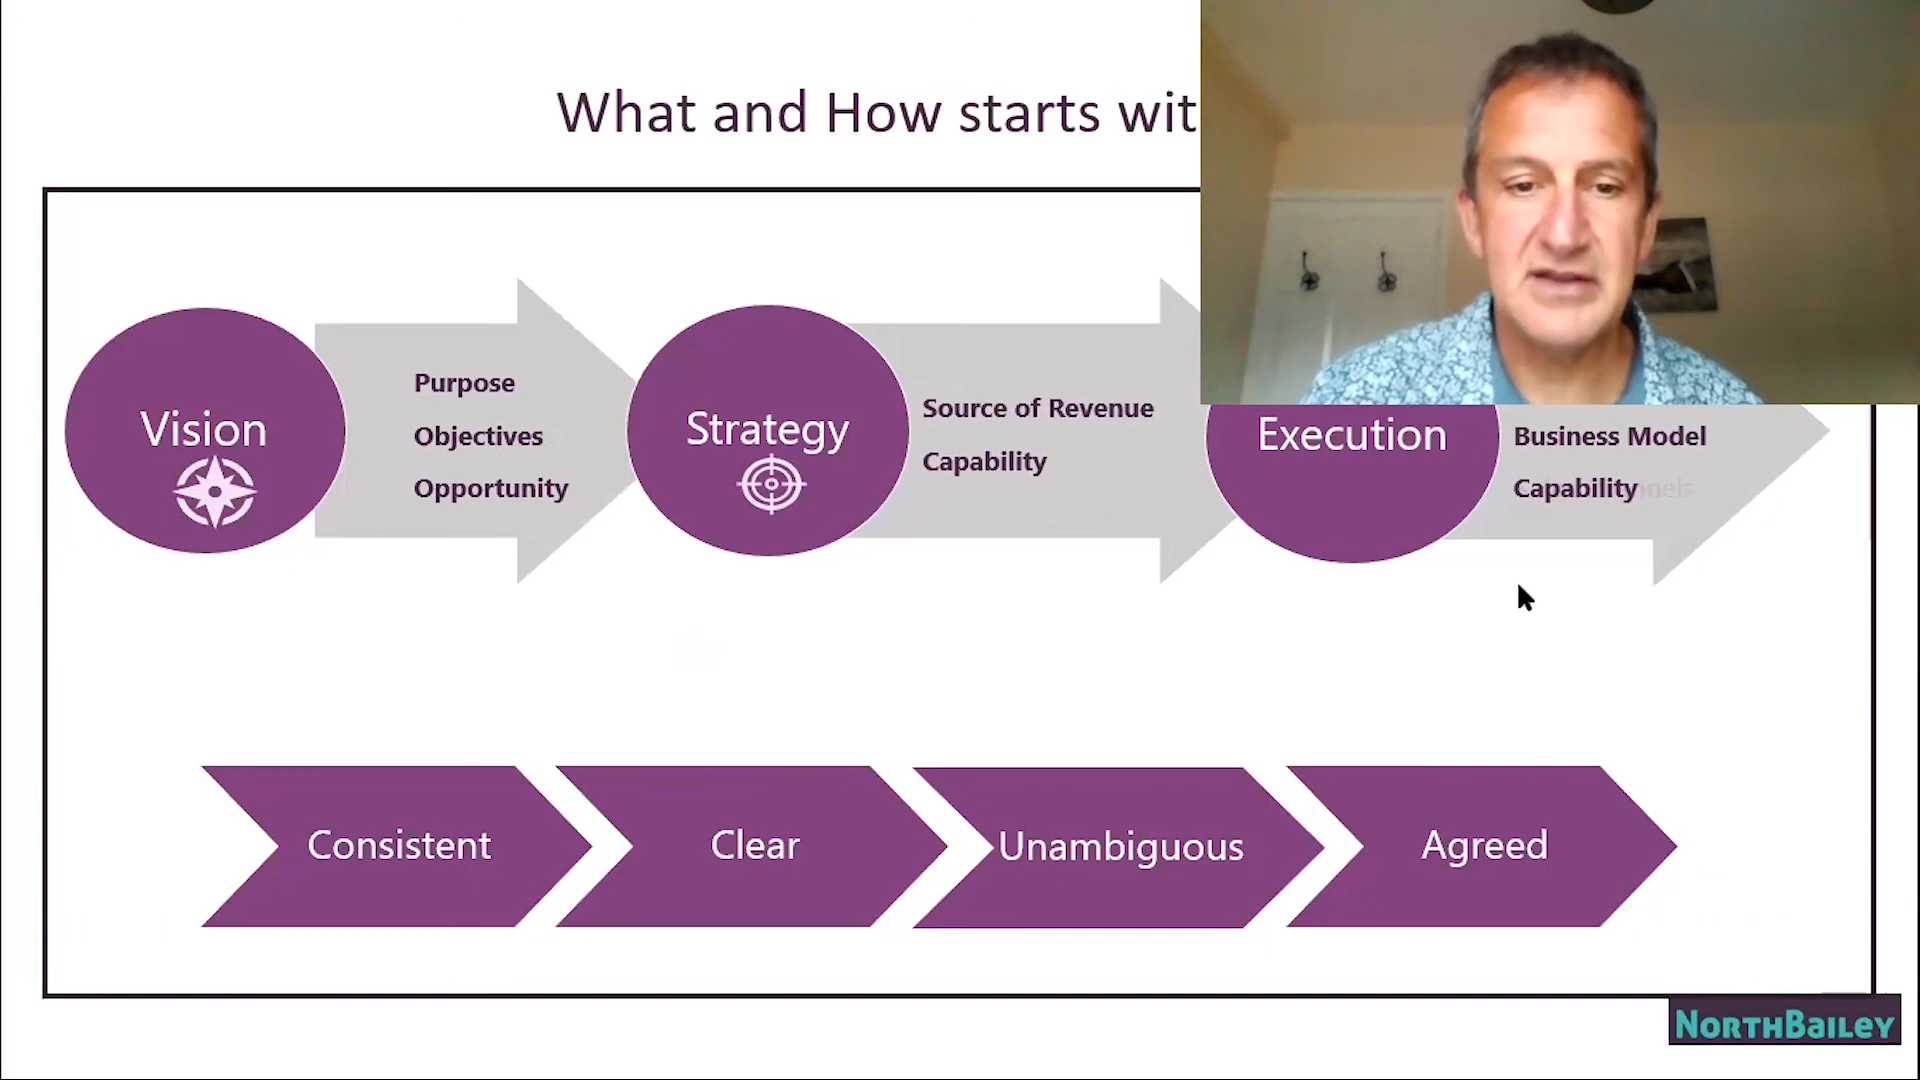 What and How starts wit
Vision
Purpose
Objectives
Opportunity
Strategy
Source of Revenue
Capability
Execution
Business Model
Capability
Consistent
Clear
Unambiguous
Agreed
NORTHBAILEY